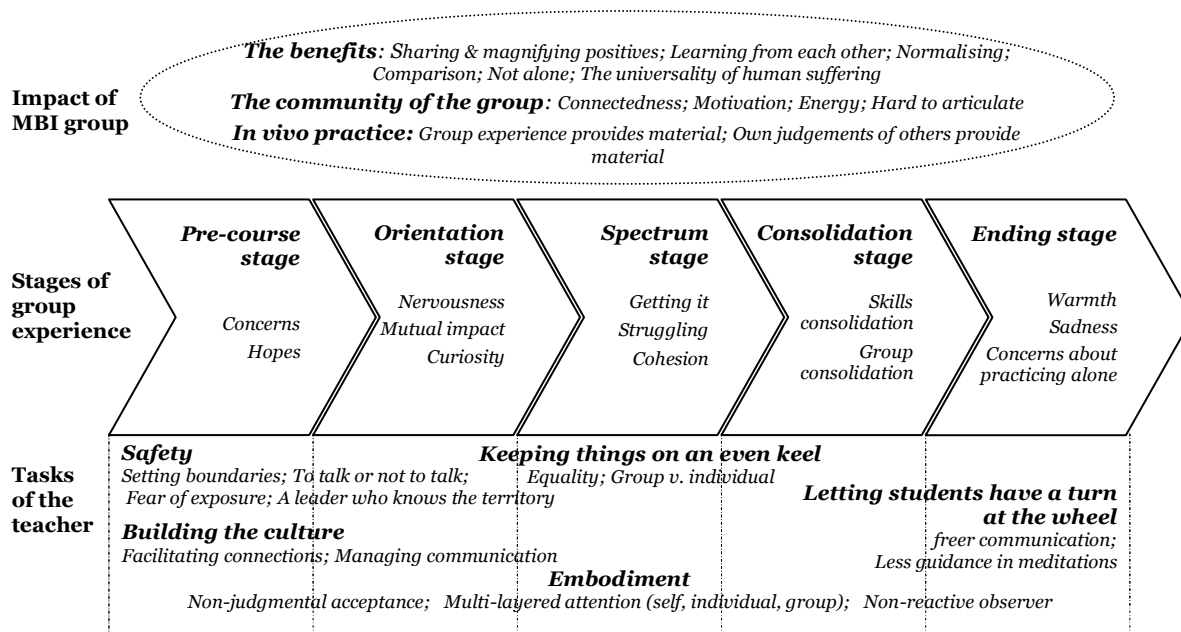 The benefits: Sharing & magnifying positives; Learning from each other; Normalising;
Comparison; Not alone; The universality of human suffering
The community of the group: Connectedness; Motivation; Energy; Hard to articulate
In vivo practice: Group experience provides material; Own judgements of others provide
material
Impact of
MBI group
Stages of
group
experience
Pre-course
stage
Concerns
Hopes
Orientation
stage
Nervousness
Mutual impact
Curiosity
Spectrum
stage
Getting it
Struggling
Cohesion
Consolidation
stage
Skills
consolidation
Group
consolidation
Ending stage
Warmth
Sadness
Concerns about
practicing alone
Tasks
of the
teacher
Safety
Setting boundaries; To talk or not to talk;
Fear of exposure; A leader who knows the territory
Building the culture
Facilitating connections; Managing communication
Keeping things on an even keel
Equality; Group v. individual
Letting students have a turn
at the wheel
freer communication;
Less guidance in meditations
Embodiment
Non-judgmental acceptance; Multi-layered attention (self, individual, group); Non-reactive observer